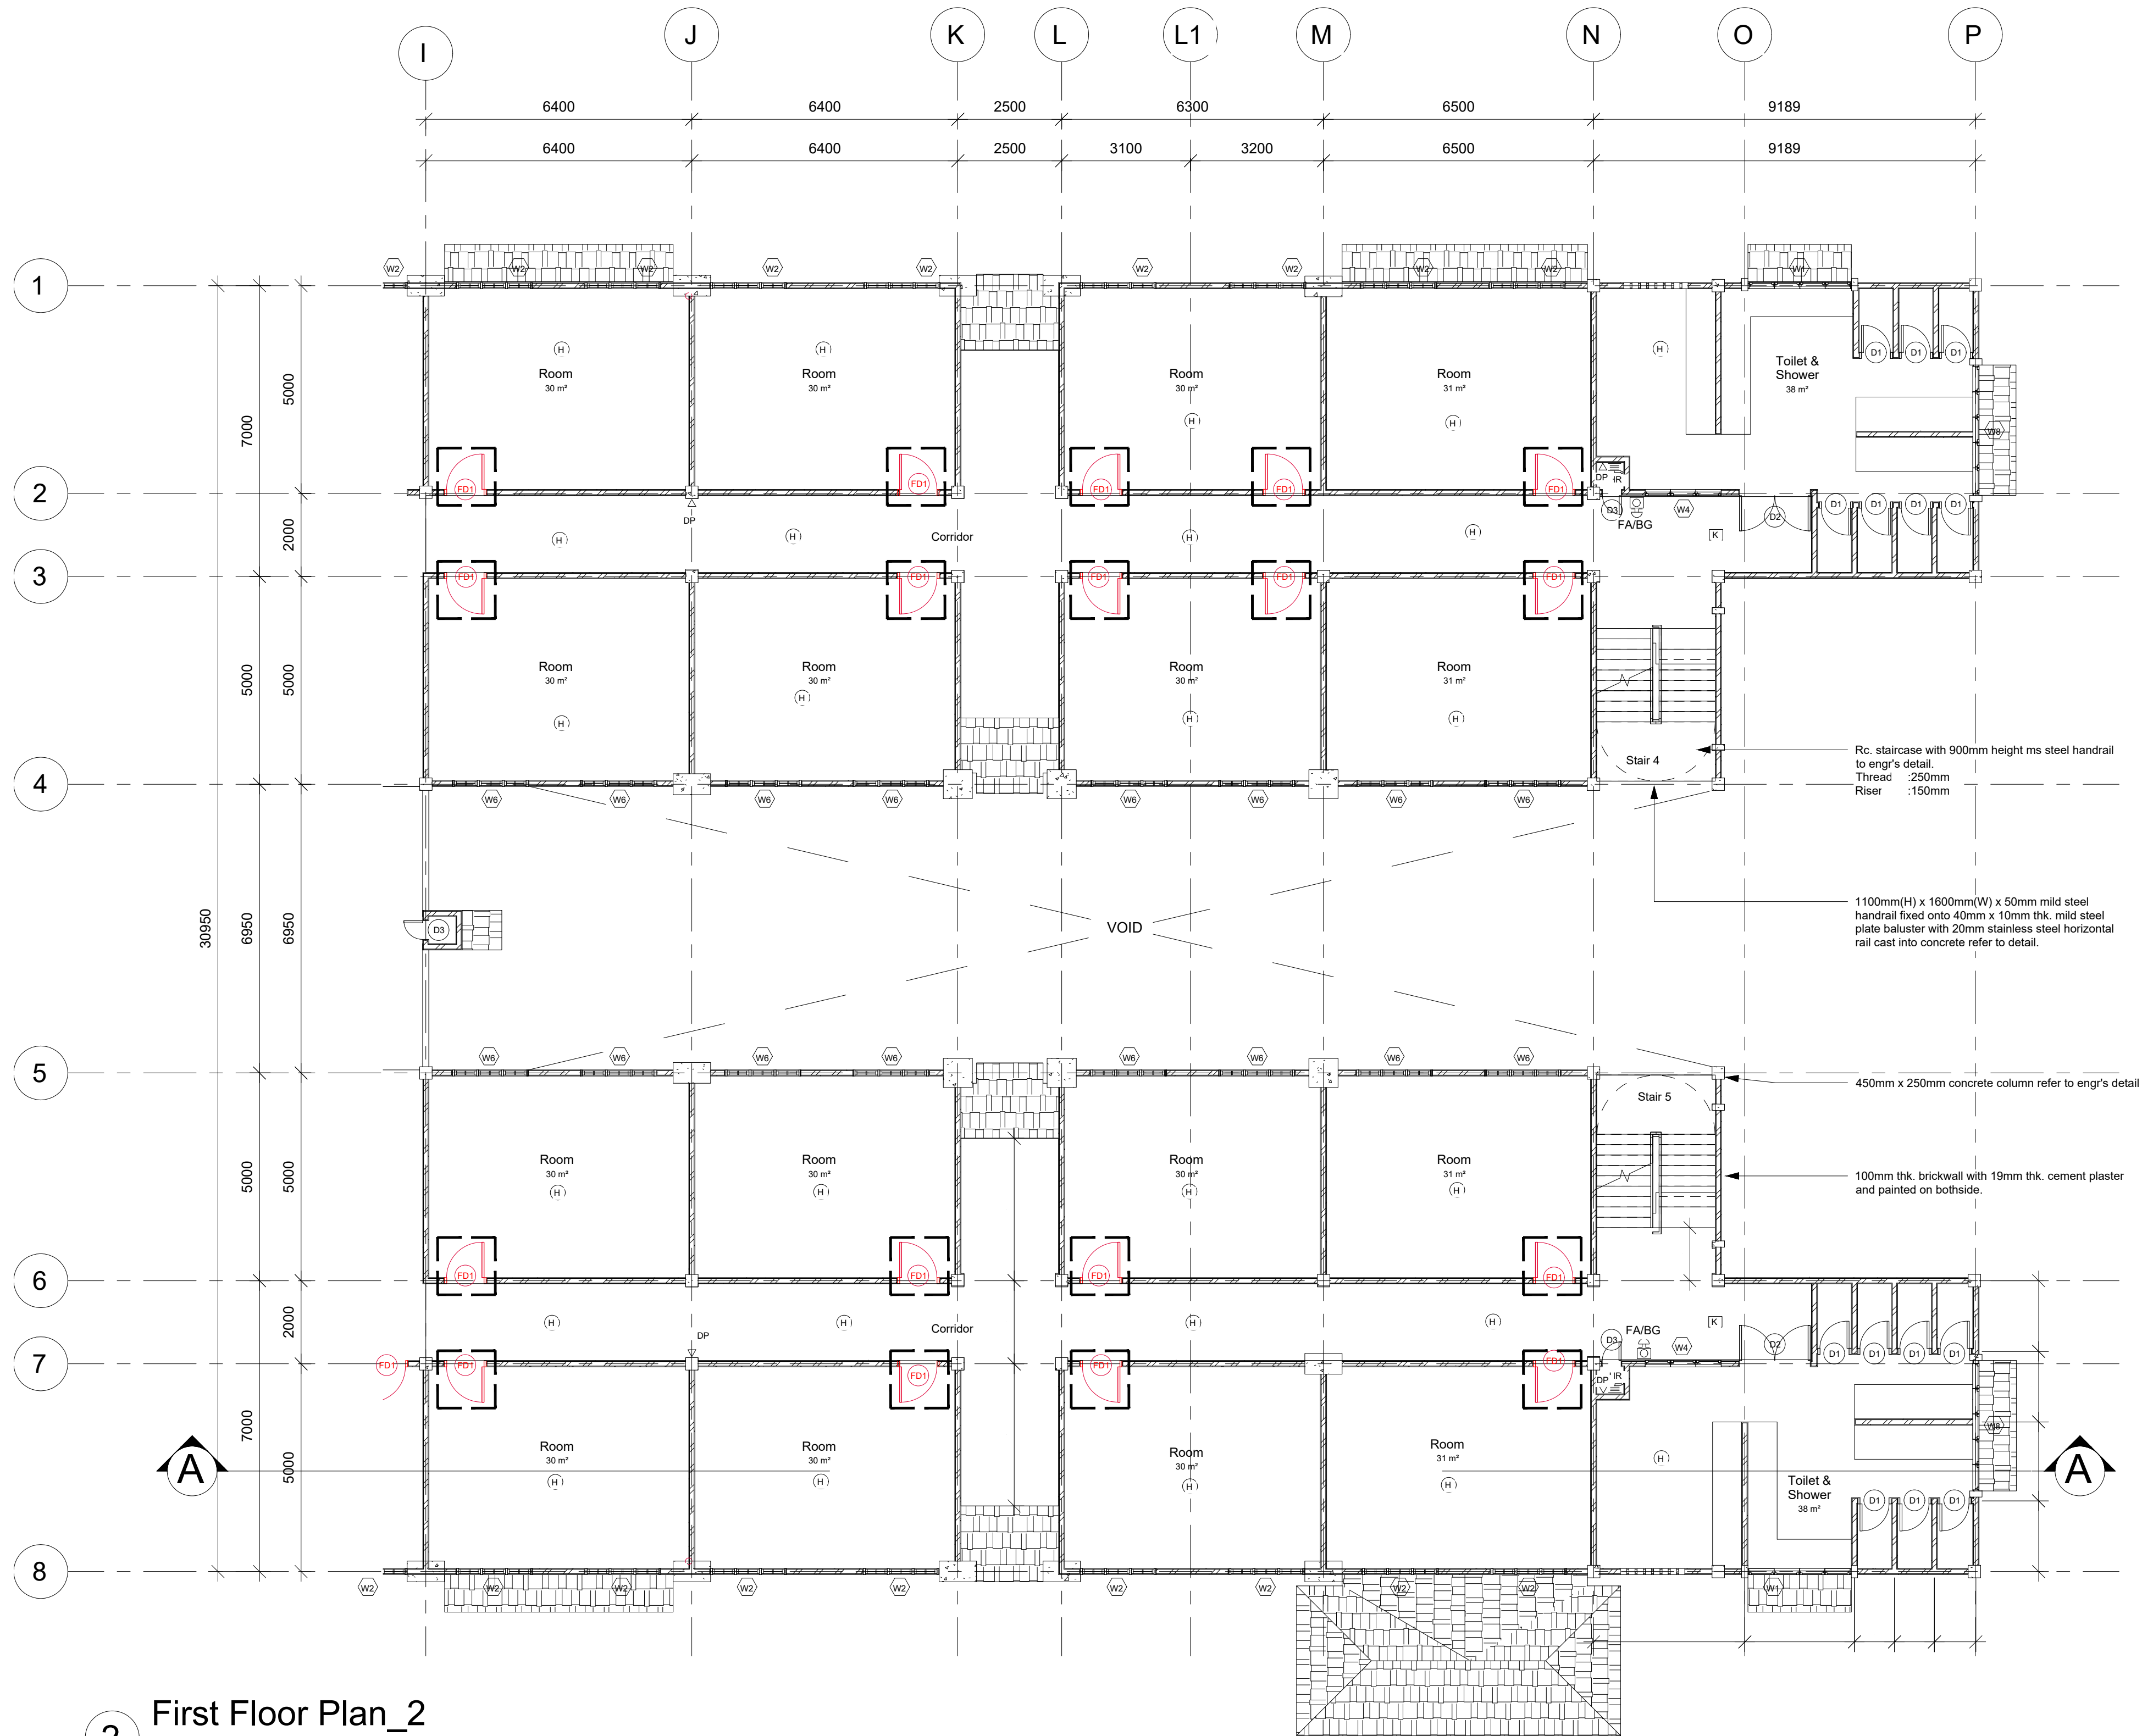 I J K L L1 M N O P
6400 6400 2500 6300 6500 9189
6400 6400 2500 3100 3200 6500 9189
W2 W2 W2 W2 W2 W2 W2 W2 W2 W1
1
7000
5000
H H H
Room
30 m²
Room
30 m²
Room
30 m²
Room
31 m²
Toilet &
Shower
38 m²
D1 D1 D1
H H
W8
FD1 FD1 FD1 FD1 FD1
2
DP HR
D3
FA/BG
W4
D2
D1 D1 D1 D1
K
2000
DP
H H H H
Corridor
3
FD1 FD1 FD1 FD1 FD1
5000
5000
Room
30 m²
Room
30 m²
Room
30 m²
Room
31 m²
H H H H
Stair 4
Rc. staircase with 900mm height ms steel handrail
to engr's detail.
Thread :250mm
Riser :150mm
4
W6 W6 W6 W6 W6 W6 W6 W6
30950
6950
6950
D3
VOID
1100mm(H) x 1600mm(W) x 50mm mild steel
handrail fixed onto 40mm x 10mm thk. mild steel
plate baluster with 20mm stainless steel horizontal
rail cast into concrete refer to detail.
W6 W6 W6 W6 W6 W6 W6 W6
5
450mm x 250mm concrete column refer to engr's detail
Stair 5
5000
5000
Room
30 m²
Room
30 m²
Room
30 m²
Room
31 m²
H H H H
100mm thk. brickwall with 19mm thk. cement plaster
and painted on bothside.
6
FD1 FD1 FD1 FD1
2000
H H H H
Corridor
DP
D3
FA/BG
W4
K
D2
D1 D1 D1 D1
7
FD1 FD1 FD1 FD1 FD1
DP HR
7000
5000
Room
30 m²
Room
30 m²
Room
30 m²
Room
31 m²
H H H H H
W8
A A
Toilet &
Shower
38 m²
D1 D1 D1
8
W2 W2 W2 W2 W2 W2 W2 W2 W2 W1
First Floor Plan_2